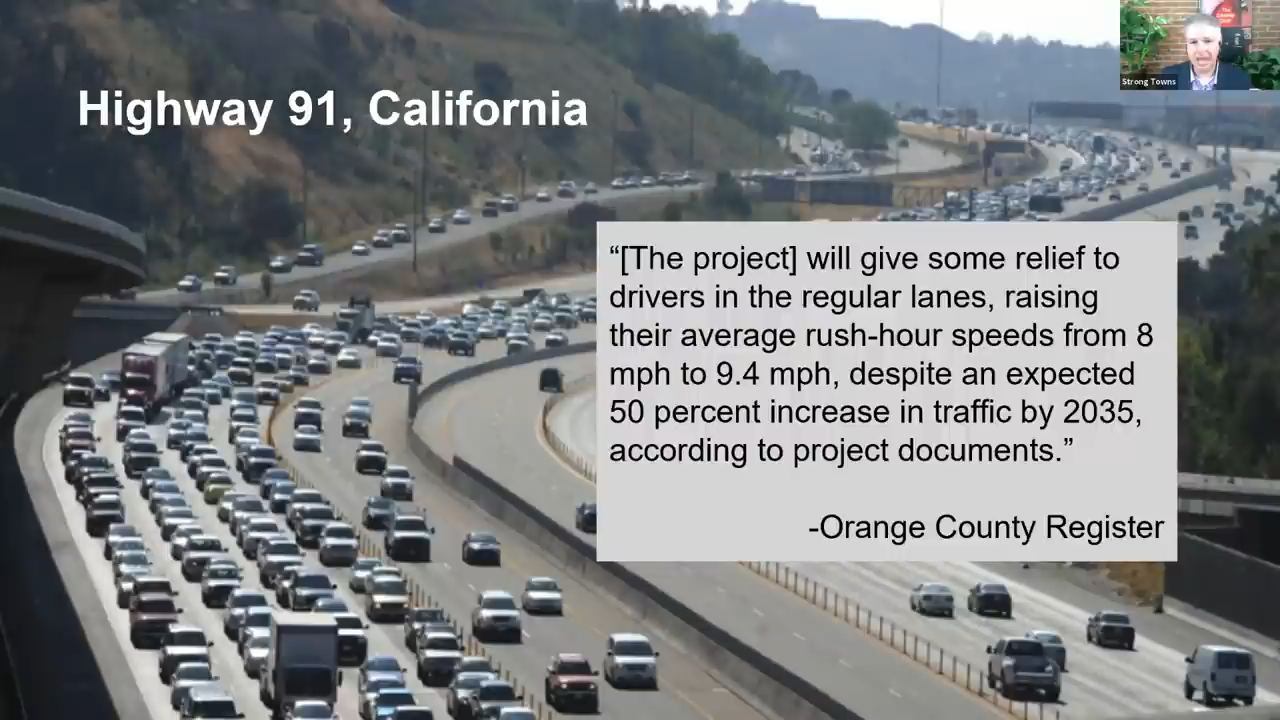 Strong Towns
Highway 91, California
“[The project] will give some relief to
drivers in the regular lanes, raising
their average rush-hour speeds from 8
mph to 9.4 mph, despite an expected
50 percent increase in traffic by 2035,
according to project documents.”
-Orange County Register